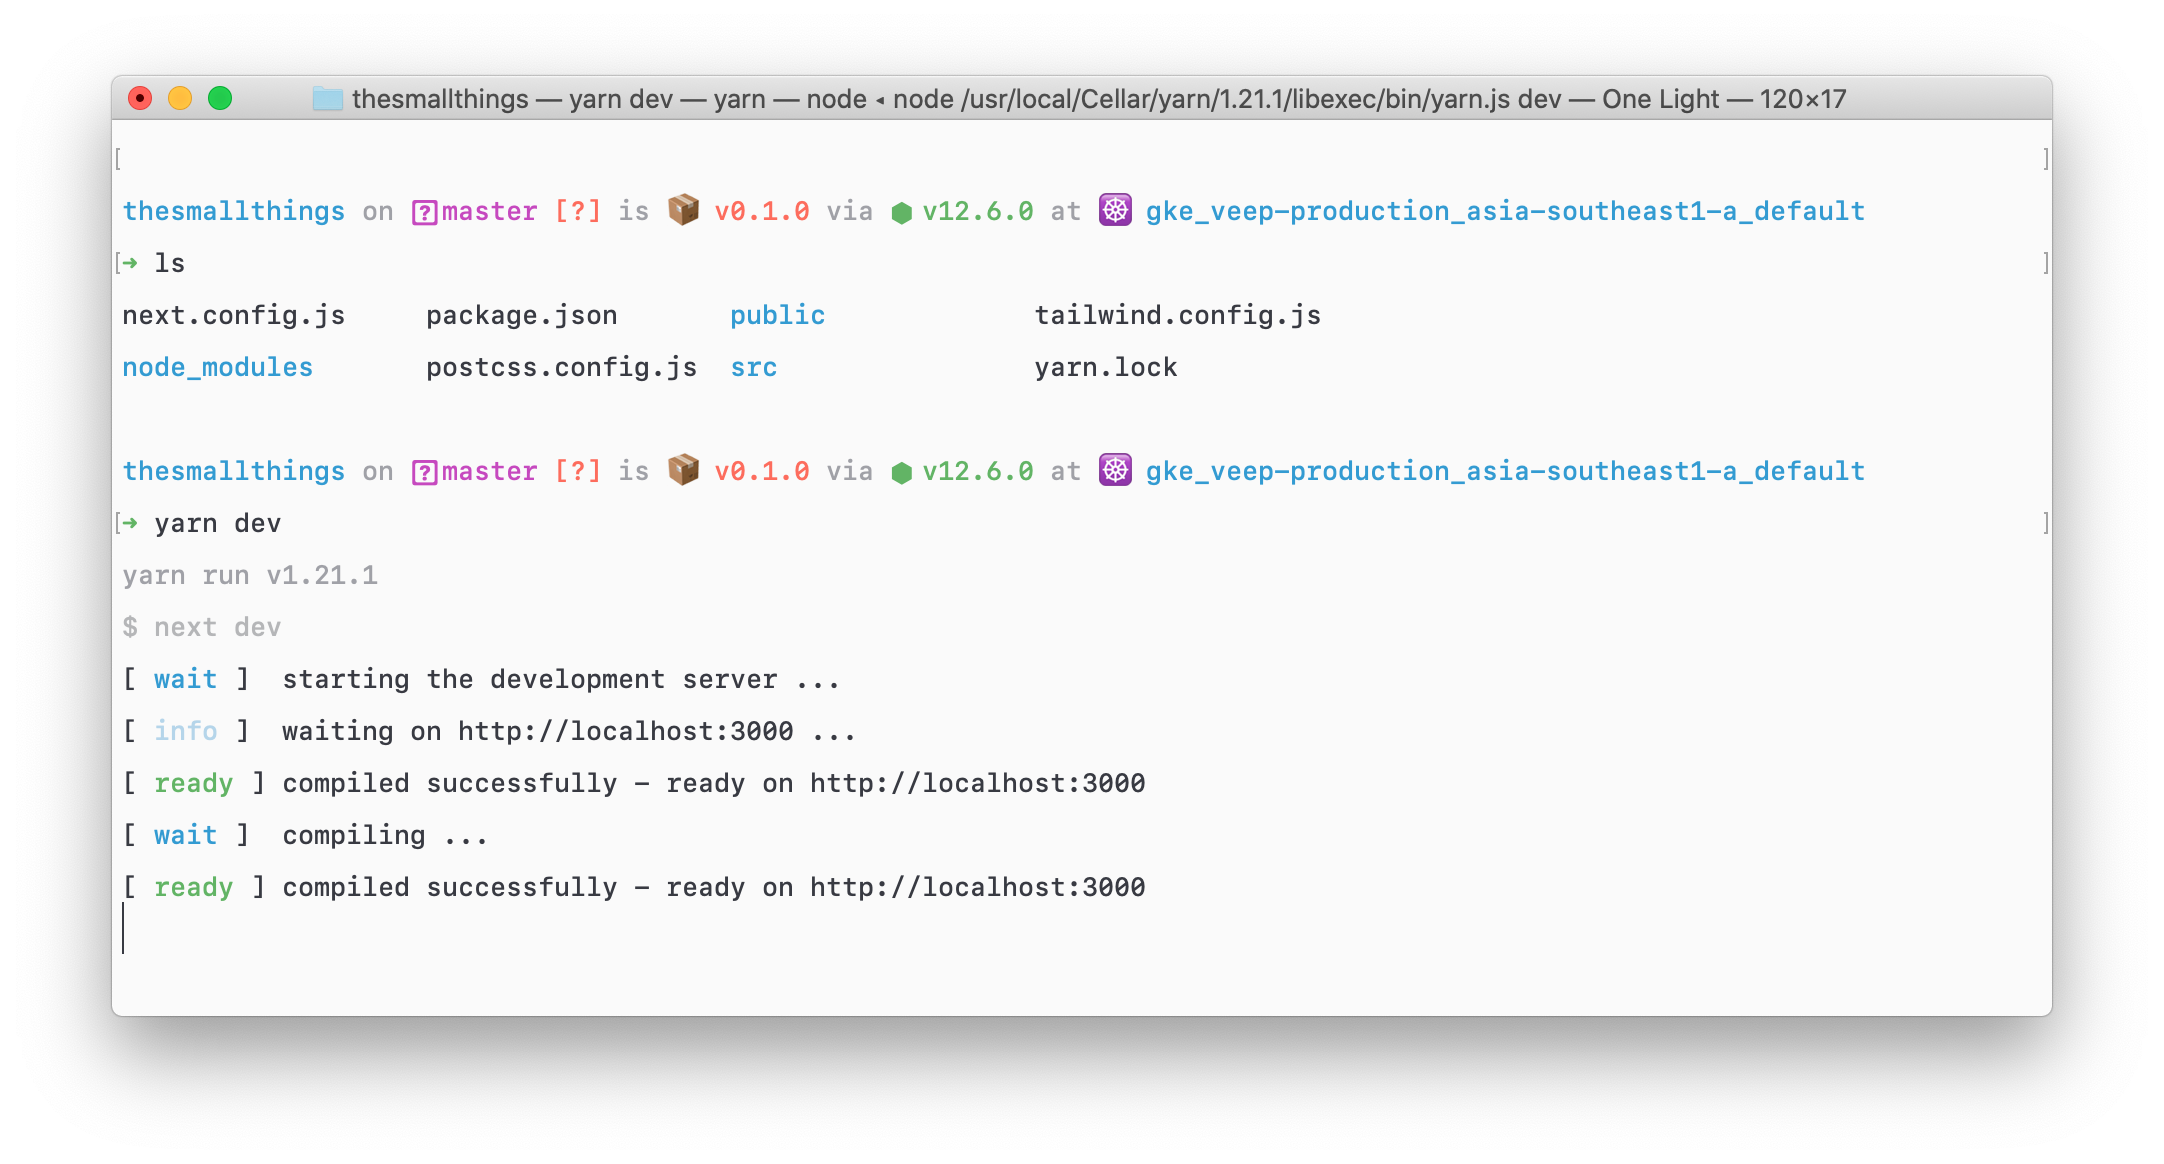 thesmallthings — yarn dev — yarn — node ◂ node /usr/local/Cellar/yarn/1.21.1/libexec/bin/yarn.js dev — One Light — 120×17
[ ]
thesmallthings on [?]master [?] is 📦 v0.1.0 via ⬢ v12.6.0 at ☸️ gke_veep-production_asia-southeast1-a_default
[➜ ls ]
next.config.js package.json public tailwind.config.js
node_modules postcss.config.js src yarn.lock
thesmallthings on [?]master [?] is 📦 v0.1.0 via ⬢ v12.6.0 at ☸️ gke_veep-production_asia-southeast1-a_default
[➜ yarn dev ]
yarn run v1.21.1
$ next dev
[ wait ]  starting the development server ...
[ info ]  waiting on http://localhost:3000 ...
[ ready ] compiled successfully - ready on http://localhost:3000
[ wait ]  compiling ...
[ ready ] compiled successfully - ready on http://localhost:3000